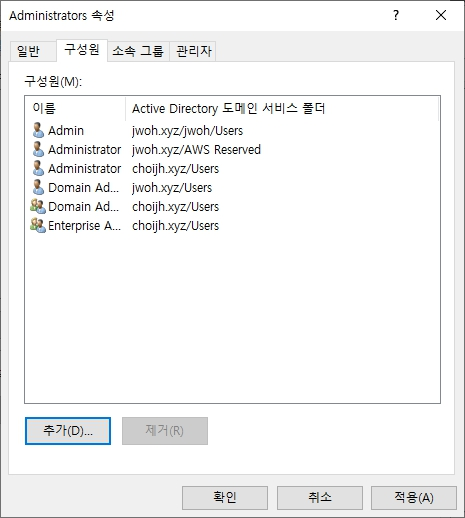 Administrators 속성
? ×
일반 구성원 소속 그룹 관리자
구성원(M):
이름 Active Directory 도메인 서비스 폴더
Admin jwoh.xyz/jwoh/Users
Administrator jwoh.xyz/AWS Reserved
Administrator choijh.xyz/Users
Domain Ad... jwoh.xyz/Users
Domain Ad... choijh.xyz/Users
Enterprise A... choijh.xyz/Users
추가(D)... 제거(R)
확인 취소 적용(A)